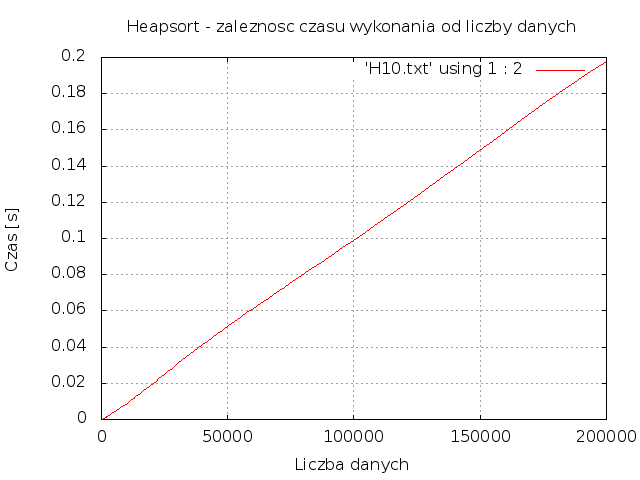 Heapsort - zaleznosc czasu wykonania od liczby danych
'H10.txt' using 1 : 2
0.2
0.18
0.16
0.14
0.12
0.1
0.08
0.06
0.04
0.02
0
Czas [s]
0 50000 100000 150000 200000
Liczba danych